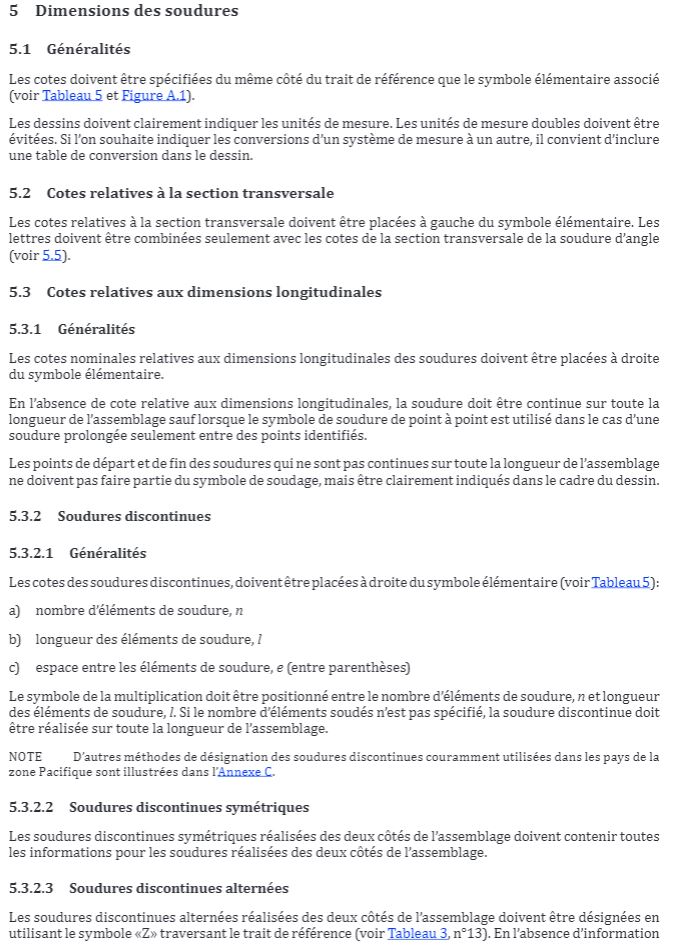 5 Dimensions des soudures
5.1 Généralités
Les cotes doivent être spécifiées du même côté du trait de référence que le symbole élémentaire associé
(voir Tableau 5 et Figure A.1).
Les dessins doivent clairement indiquer les unités de mesure. Les unités de mesure doubles doivent être
évitées. Si l'on souhaite indiquer les conversions d'un système de mesure à un autre, il convient d'inclure
une table de conversion dans le dessin.
5.2 Cotes relatives à la section transversale
Les cotes relatives à la section transversale doivent être placées à gauche du symbole élémentaire. Les
lettres doivent être combinées seulement avec les cotes de la section transversale de la soudure d'angle
(voir 5.5).
5.3 Cotes relatives aux dimensions longitudinales
5.3.1 Généralités
Les cotes nominales relatives aux dimensions longitudinales des soudures doivent être placées à droite
du symbole élémentaire.
En l'absence de cote relative aux dimensions longitudinales, la soudure doit être continue sur toute la
longueur de l'assemblage sauf lorsque le symbole de soudure de point à point est utilisé dans le cas d'une
soudure prolongée seulement entre des points identifiés.
Les points de départ et de fin des soudures qui ne sont pas continues sur toute la longueur de l'assemblage
ne doivent pas faire partie du symbole de soudage, mais être clairement indiqués dans le cadre du dessin.
5.3.2 Soudures discontinues
5.3.2.1 Généralités
Les cotes des soudures discontinues, doivent être placées à droite du symbole élémentaire (voir Tableau 5):
a) nombre d'éléments de soudure, n
b) longueur des éléments de soudure, l
c) espace entre les éléments de soudure, e (entre parenthèses)
Le symbole de la multiplication doit être positionné entre le nombre d'éléments de soudure, n et longueur
des éléments de soudure, l. Si le nombre d'éléments soudés n'est pas spécifié, la soudure discontinue doit
être réalisée sur toute la longueur de l'assemblage.
NOTE D'autres méthodes de désignation des soudures discontinues couramment utilisées dans les pays de la
zone Pacifique sont illustrées dans l'Annexe C.
5.3.2.2 Soudures discontinues symétriques
Les soudures discontinues symétriques réalisées des deux côtés de l'assemblage doivent contenir toutes
les informations pour les soudures réalisées des deux côtés de l'assemblage.
5.3.2.3 Soudures discontinues alternées
Les soudures discontinues alternées réalisées des deux côtés de l'assemblage doivent être désignées en
utilisant le symbole «Z» traversant le trait de référence (voir Tableau 3, n°13). En l'absence d'information